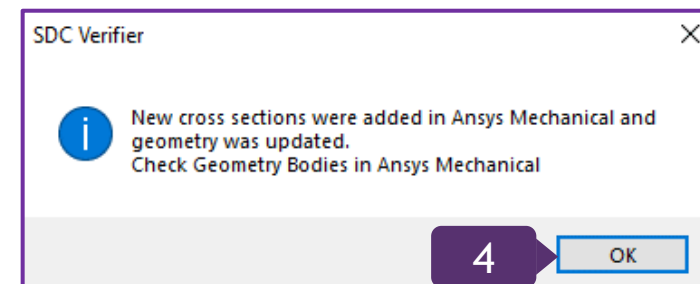 SDC Verifier
New cross sections were added in Ansys Mechanical and
geometry was updated.
Check Geometry Bodies in Ansys Mechanical
4
OK